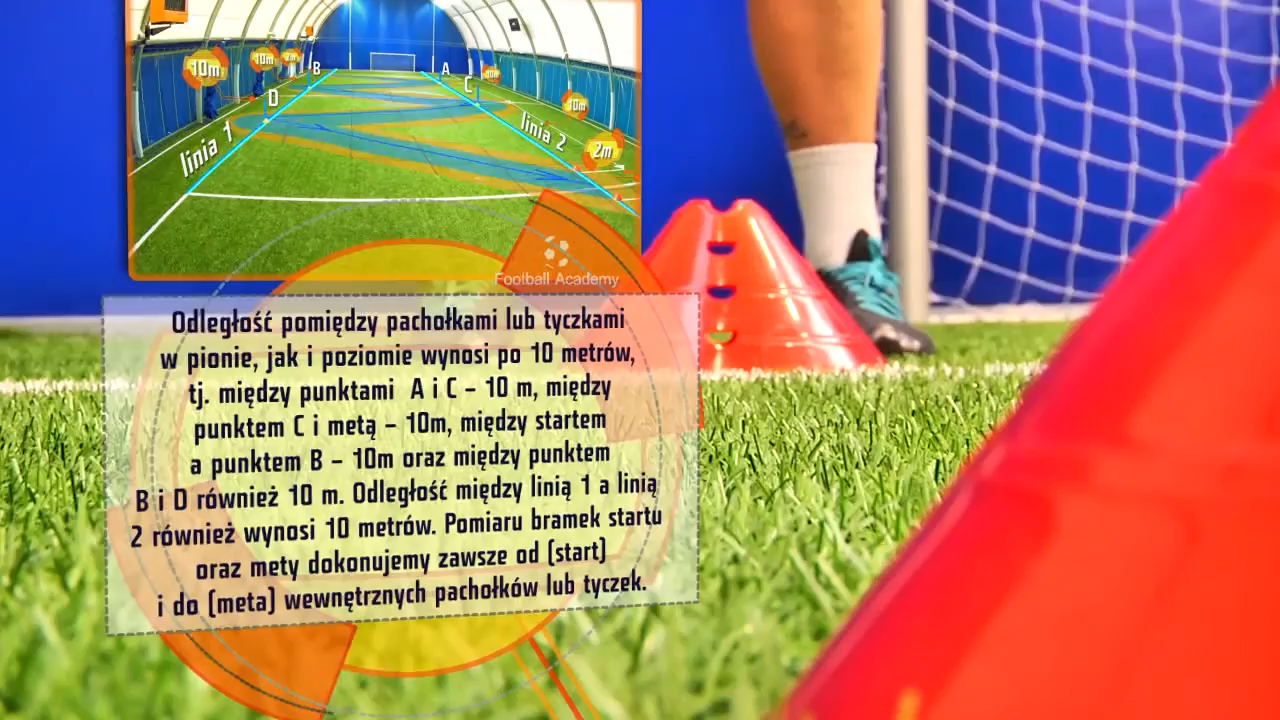 10m
10m
2m
B
A
10m
D
C
10m
linia 1
linia 2
2m
Football Academy
Odległość pomiędzy pachołkami lub tyczkami
w pionie, jak i poziomie wynosi po 10 metrów,
tj. między punktami A i C – 10 m, między
punktem C i metą – 10m, między startem
a punktem B – 10m oraz między punktem
B i D również 10 m. Odległość między linią 1 a linią
2 również wynosi 10 metrów. Pomiaru bramek startu
oraz mety dokonujemy zawsze od (start)
i do (meta) wewnętrznych pachołków lub tyczek.